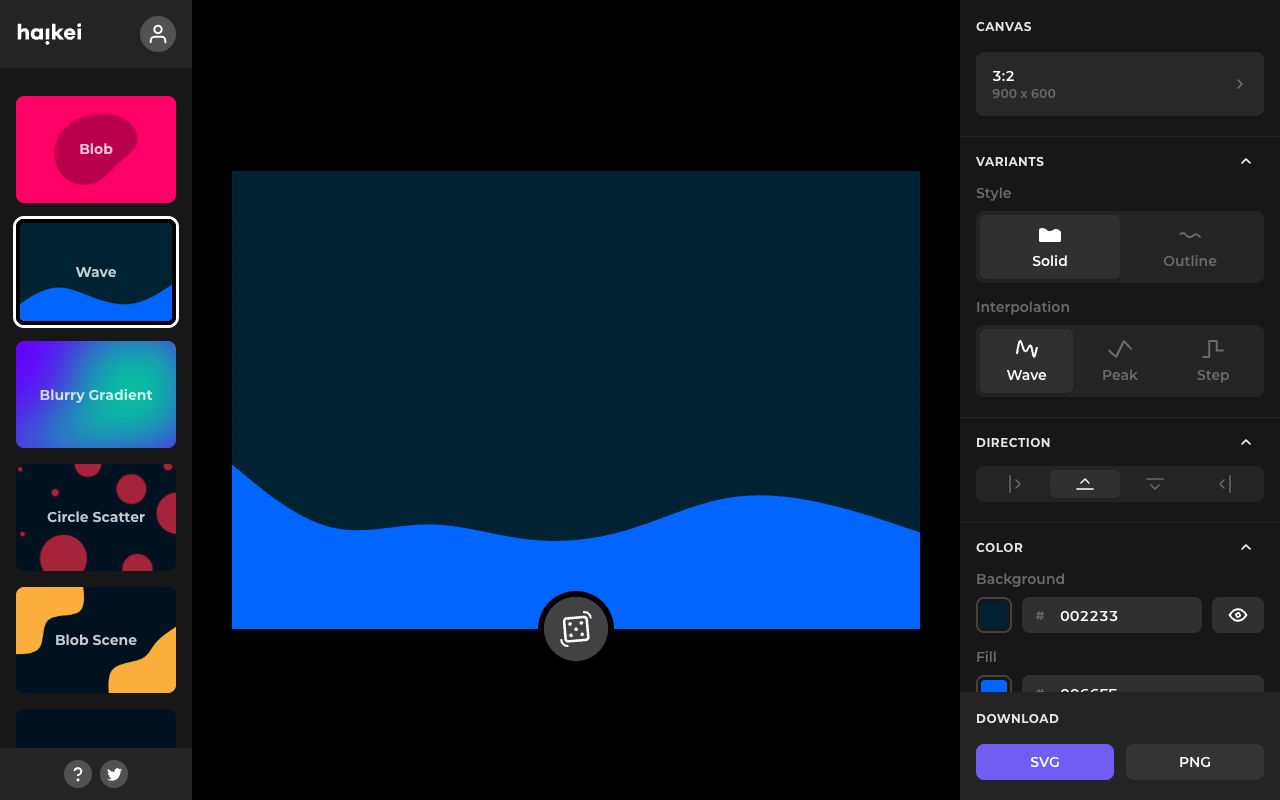 haikei
Blob
Wave
Blurry Gradient
Circle Scatter
Blob Scene
?
CANVAS
3:2
900 x 600
VARIANTS
Style
Solid
Outline
Interpolation
Wave
Peak
Step
DIRECTION
COLOR
Background
# 002233
Fill
# 0066FF
DOWNLOAD
SVG
PNG